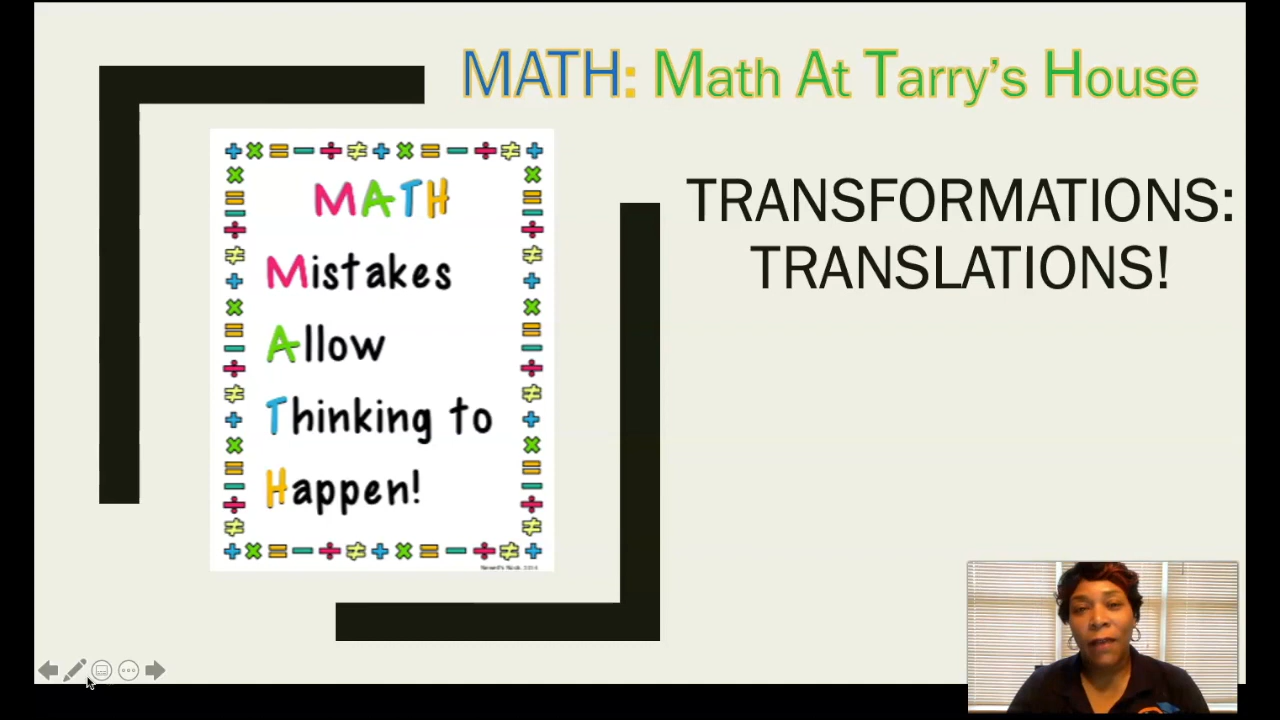 MATH: Math At Tarry's House
MATH
Mistakes
Allow
Thinking to
Happen!
TRANSFORMATIONS:
TRANSLATIONS!